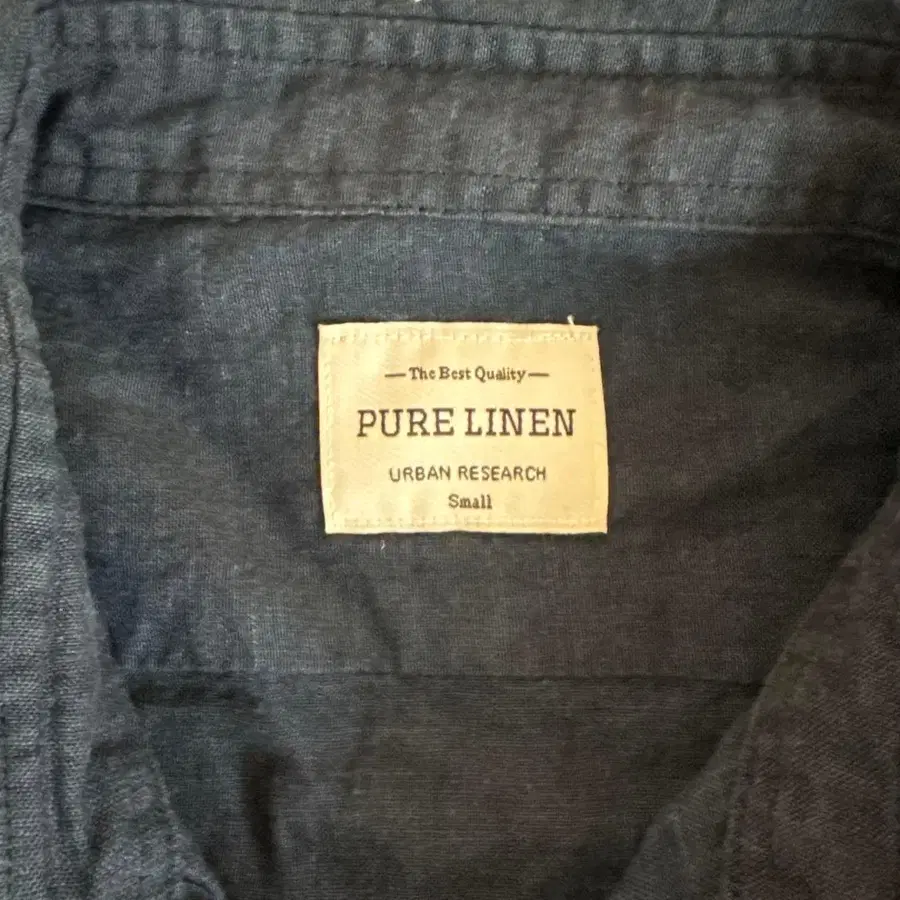 — The Best Quality —
PURE LINEN
URBAN RESEARCH
Small